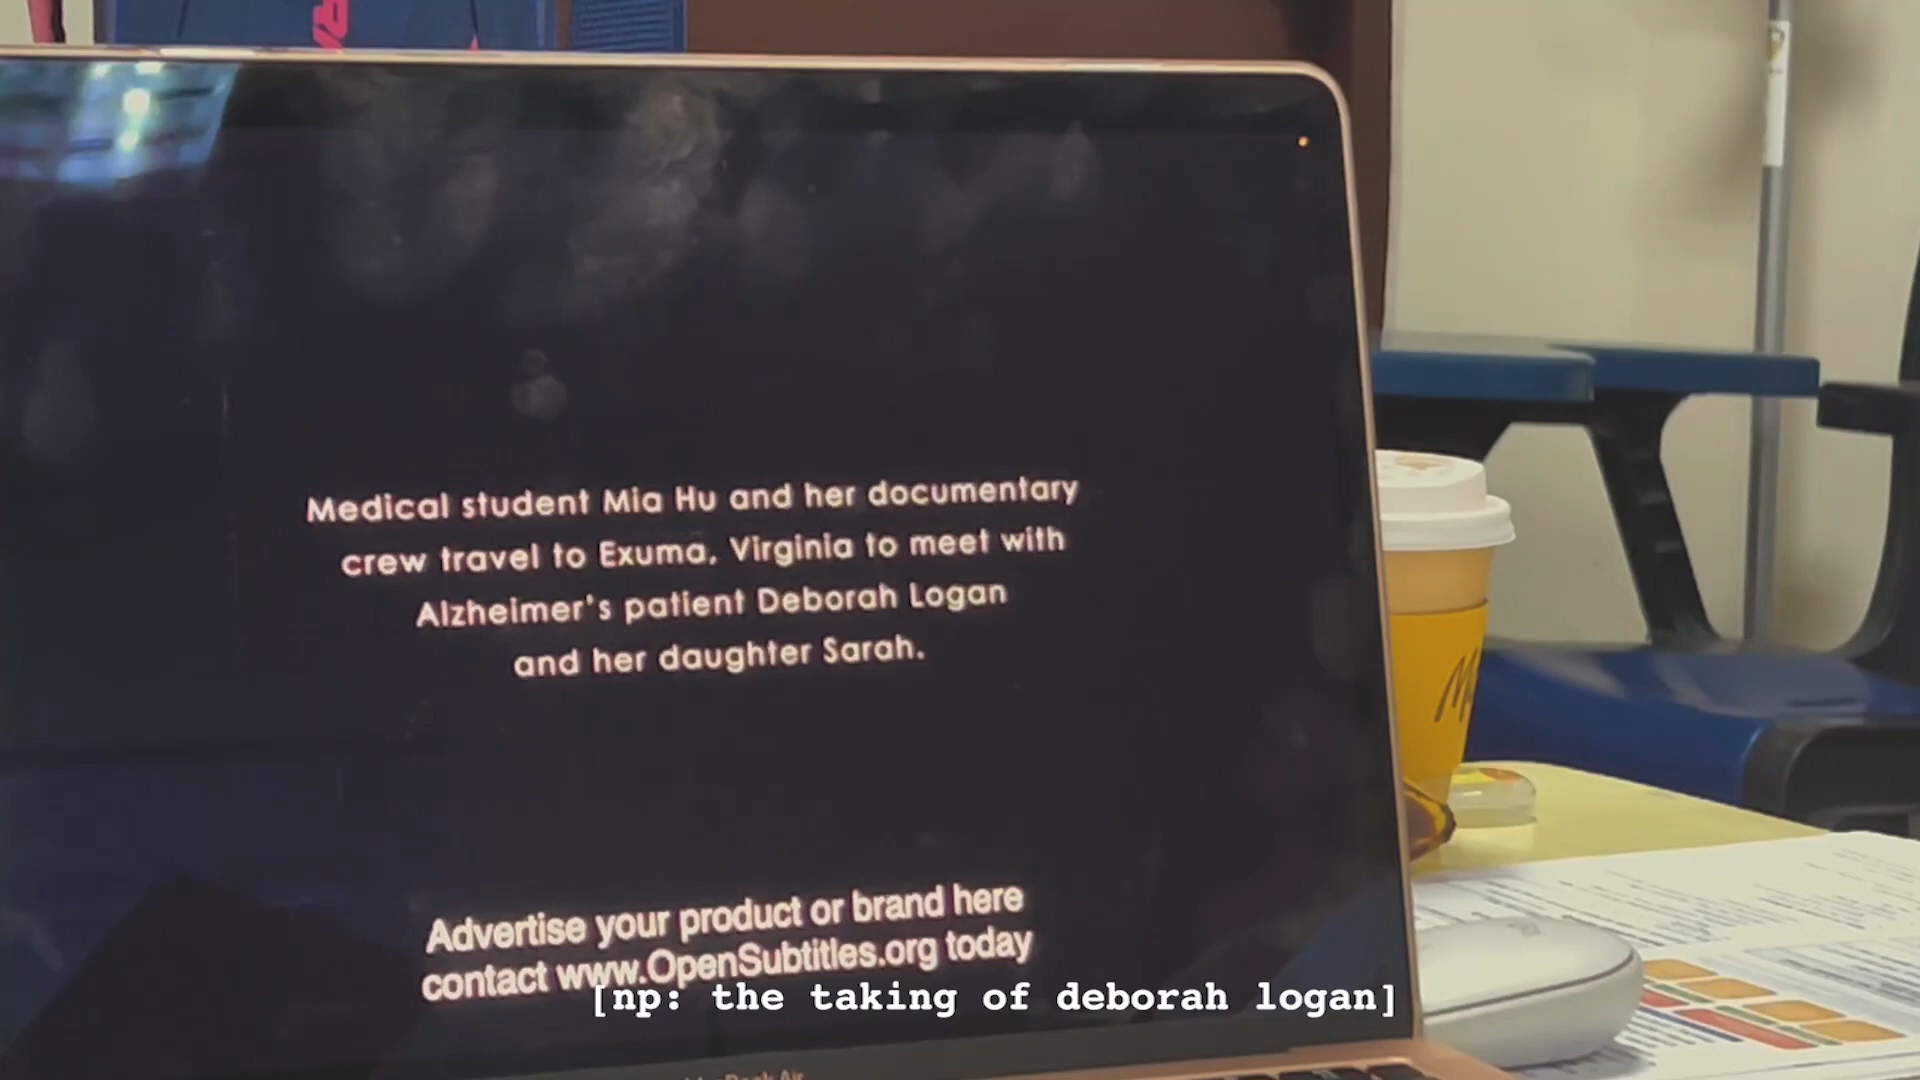 Medical student Mia Hu and her documentary
crew travel to Exuma, Virginia to meet with
Alzheimer's patient Deborah Logan
and her daughter Sarah.
Advertise your product or brand here
contact www.OpenSubtitles.org today
[np: the taking of deborah logan]
MacBook Air